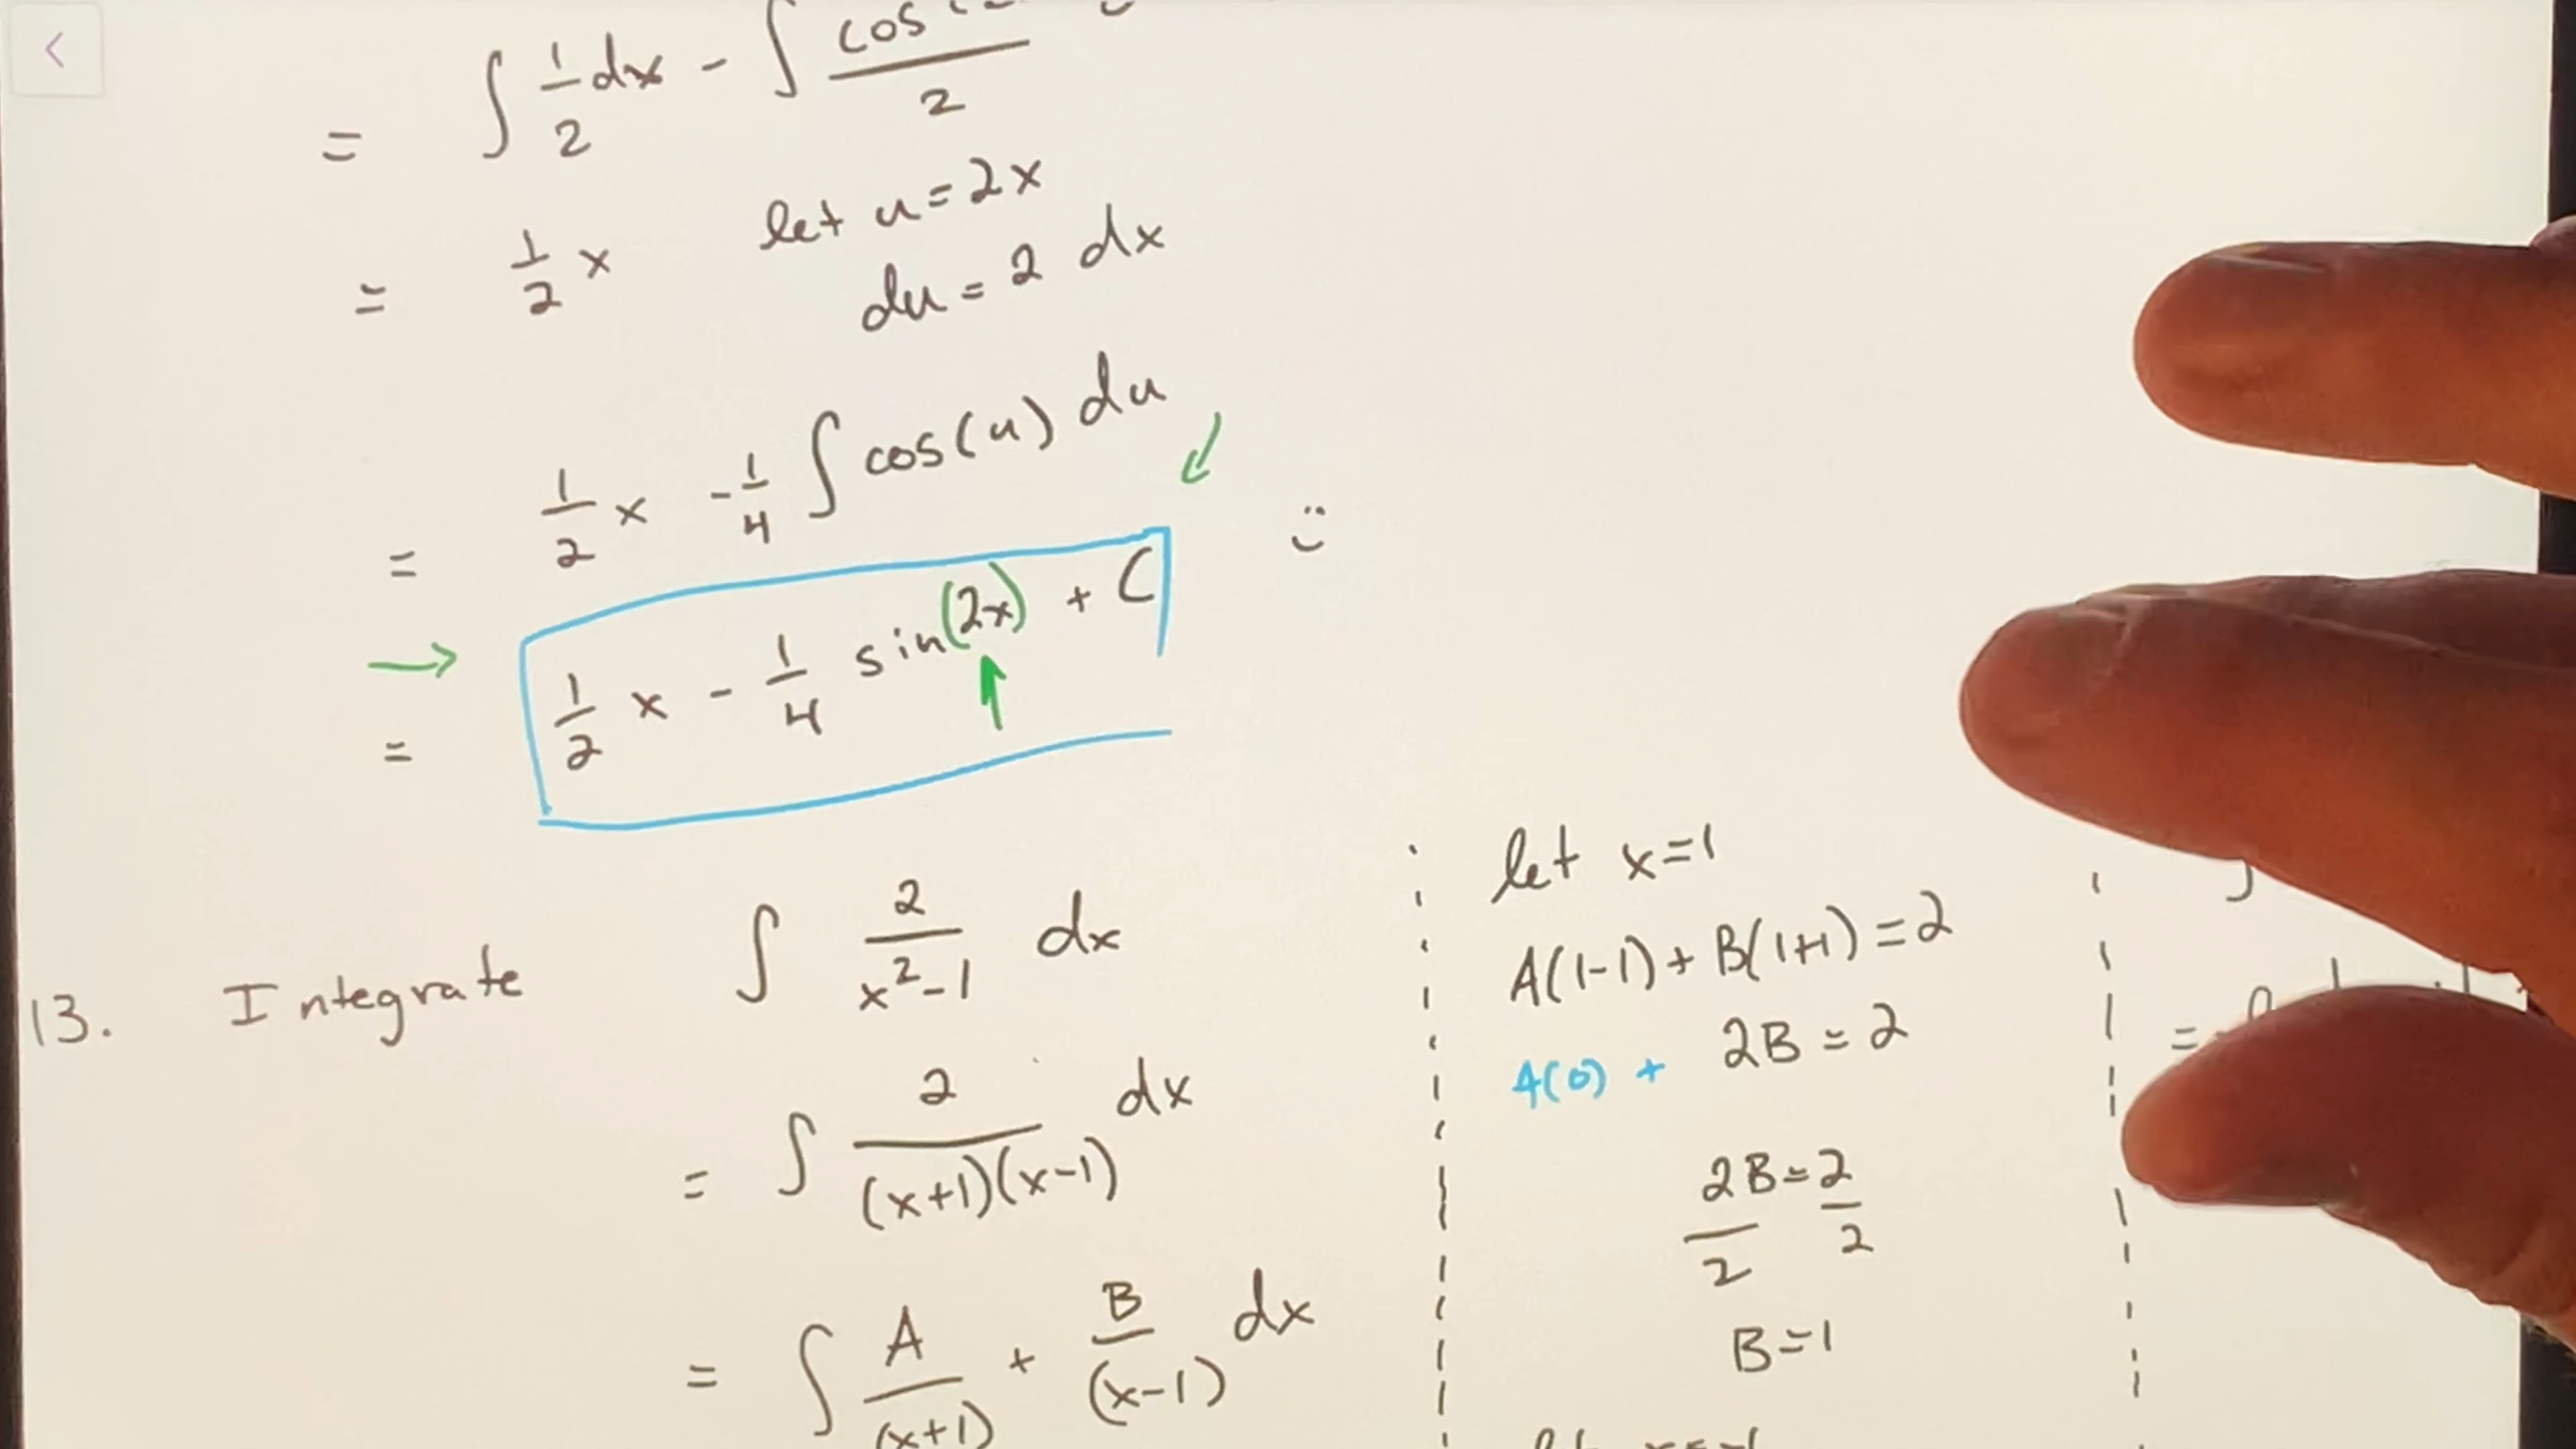 = ∫ 1/2 dx - ∫ cos /2
= 1/2 x let u = 2x
du = 2 dx
= 1/2 x - 1/4 ∫ cos(u) du
= 1/2 x - 1/4 sin(2x) + C
13. Integrate ∫ 2/(x²-1) dx
= ∫ 2/((x+1)(x-1)) dx
= ∫ A/(x+1) + B/(x-1) dx
let x=1
A(1-1) + B(1+1) = 2
A(0) + 2B = 2
2B/2 = 2/2
B=1